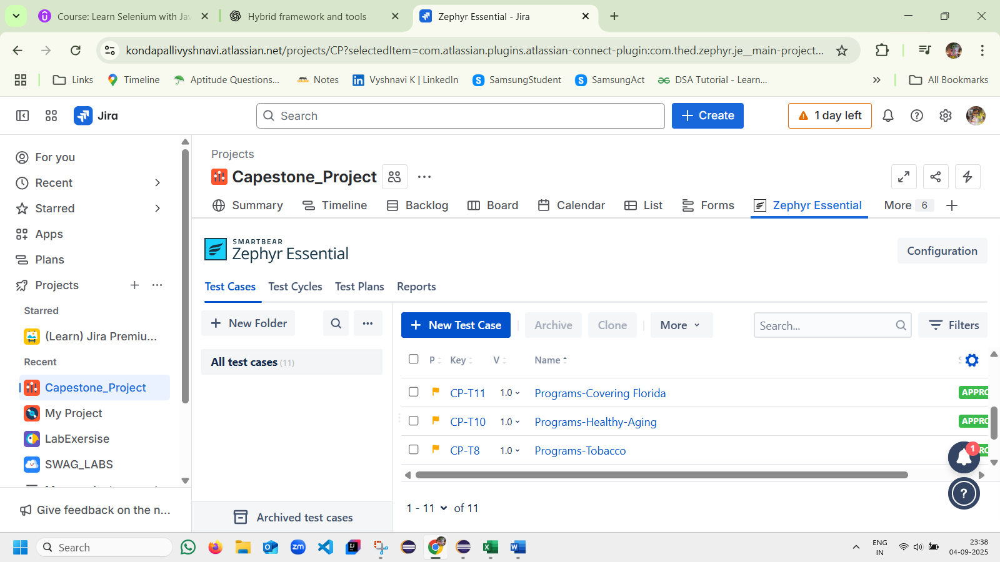 Course: Learn Selenium with Jav
Hybrid framework and tools
Zephyr Essential - Jira
kondapallivyshnavi.atlassian.net/projects/CP?selectedItem=com.atlassian.plugins.atlassian-connect-plugin:com.thed.zephyr.je__main-project...
Links
Timeline
Aptitude Questions...
Notes
Vyshnavi K | LinkedIn
SamsungStudent
SamsungAct
DSA Tutorial - Learn...
All Bookmarks
Jira
Search
Create
1 day left
For you
Recent
Starred
Apps
Plans
Projects
Starred
(Learn) Jira Premiu...
Recent
Capestone_Project
My Project
LabExersise
SWAG_LABS
Give feedback on the n...
Projects
Capestone_Project
Summary
Timeline
Backlog
Board
Calendar
List
Forms
Zephyr Essential
More 6
SMARTBEAR
Zephyr Essential
Configuration
Test Cases
Test Cycles
Test Plans
Reports
New Folder
All test cases (11)
Archived test cases
New Test Case
Archive
Clone
More
Search...
Filters
P Key V Name
CP-T11 1.0 Programs-Covering Florida APPRO
CP-T10 1.0 Programs-Healthy-Aging APPRO
CP-T8 1.0 Programs-Tobacco
1
?
1 - 11 of 11
Search
ENG
IN
23:38
04-09-2025